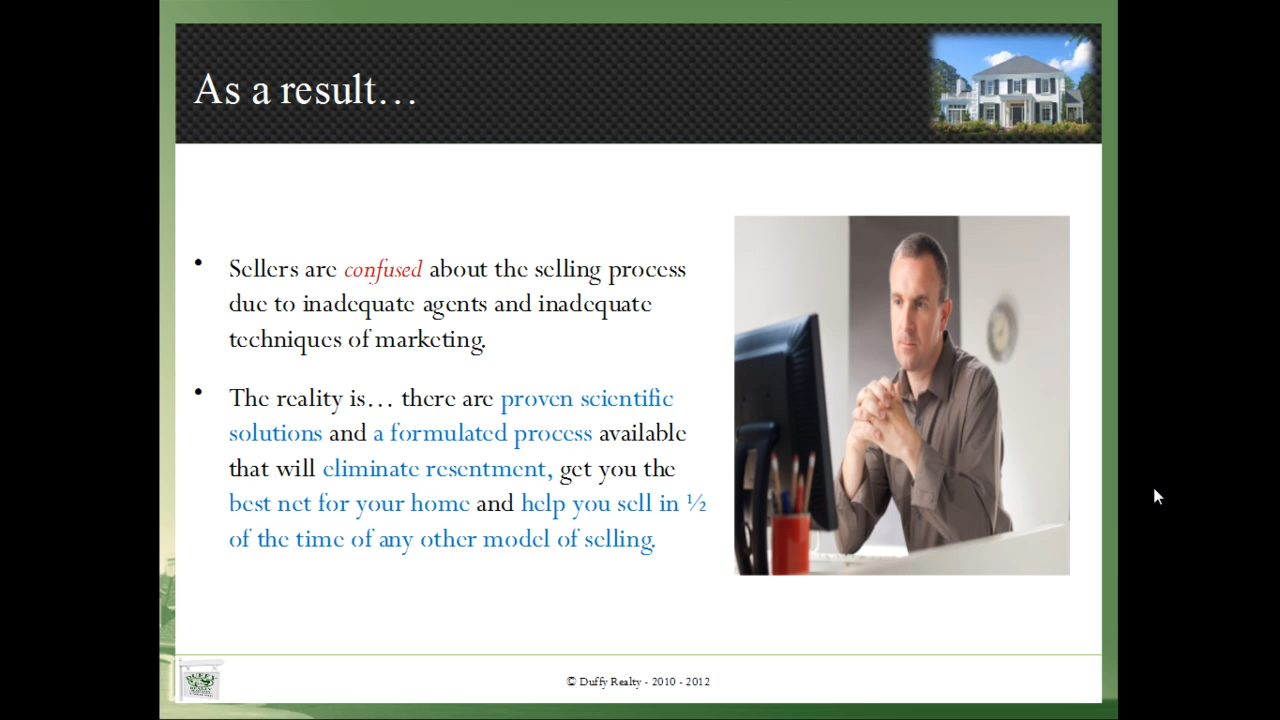 As a result…
• Sellers are confused about the selling process
due to inadequate agents and inadequate
techniques of marketing.
• The reality is… there are proven scientific
solutions and a formulated process available
that will eliminate resentment, get you the
best net for your home and help you sell in ½
of the time of any other model of selling.
DUFFY
REALTY
© Duffy Realty - 2010 - 2012